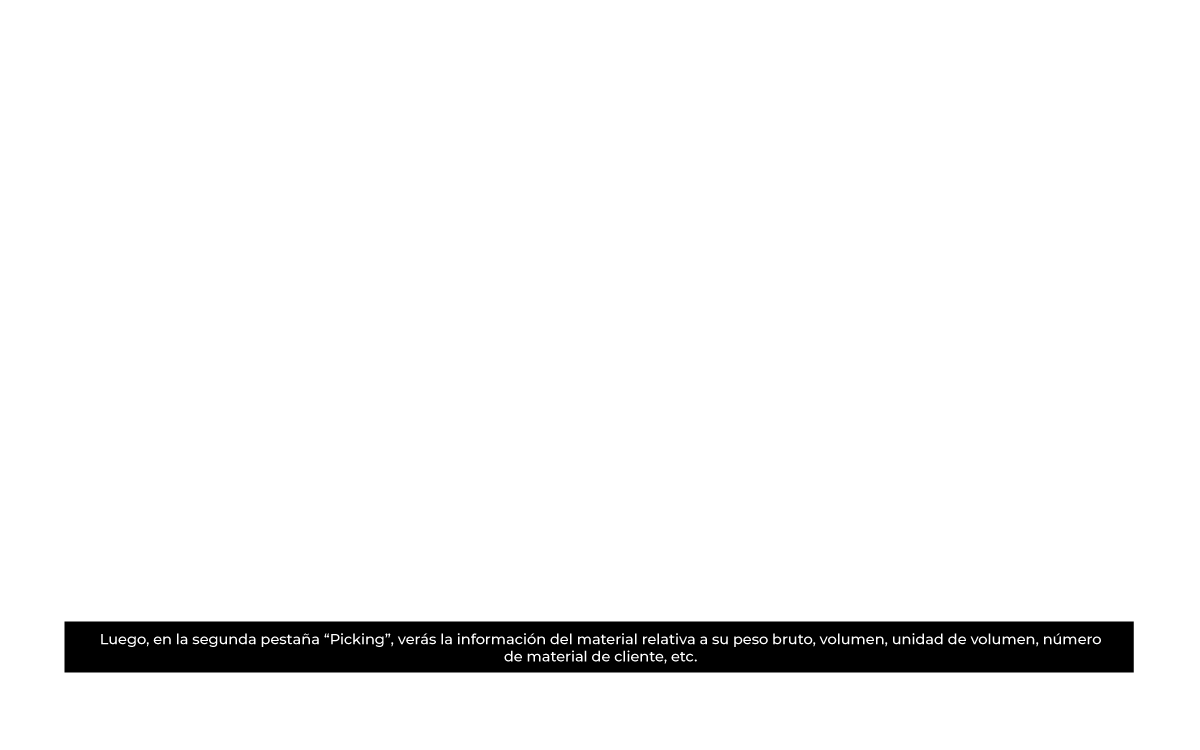 Luego, en la segunda pestaña “Picking”, verás la información del material relativa a su peso bruto, volumen, unidad de volumen, número
de material de cliente, etc.